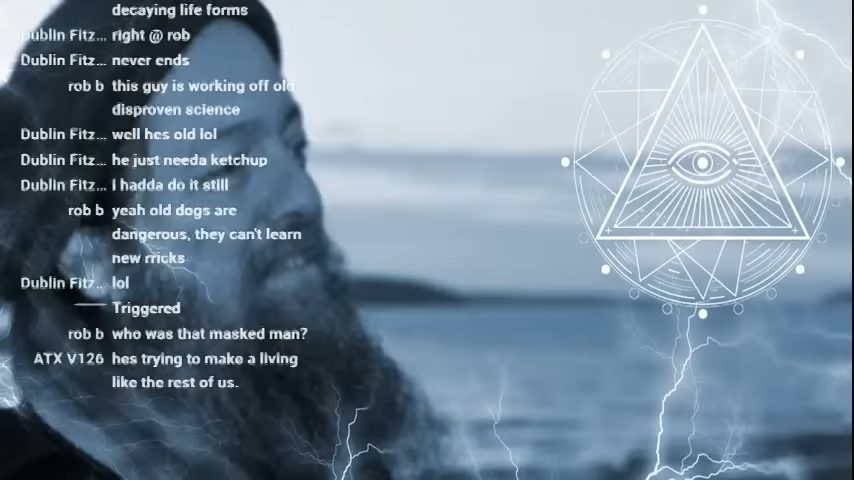 decaying life forms
Dublin Fitz... right @ rob
Dublin Fitz... never ends
rob b this guy is working off old
disproven science
Dublin Fitz... well hes old lol
Dublin Fitz... he just needa ketchup
Dublin Fitz... i hadda do it still
rob b yeah old dogs are
dangerous, they can't learn
new rricks
Dublin Fitz... lol
Triggered
rob b who was that masked man?
ATX V126 hes trying to make a living
like the rest of us.